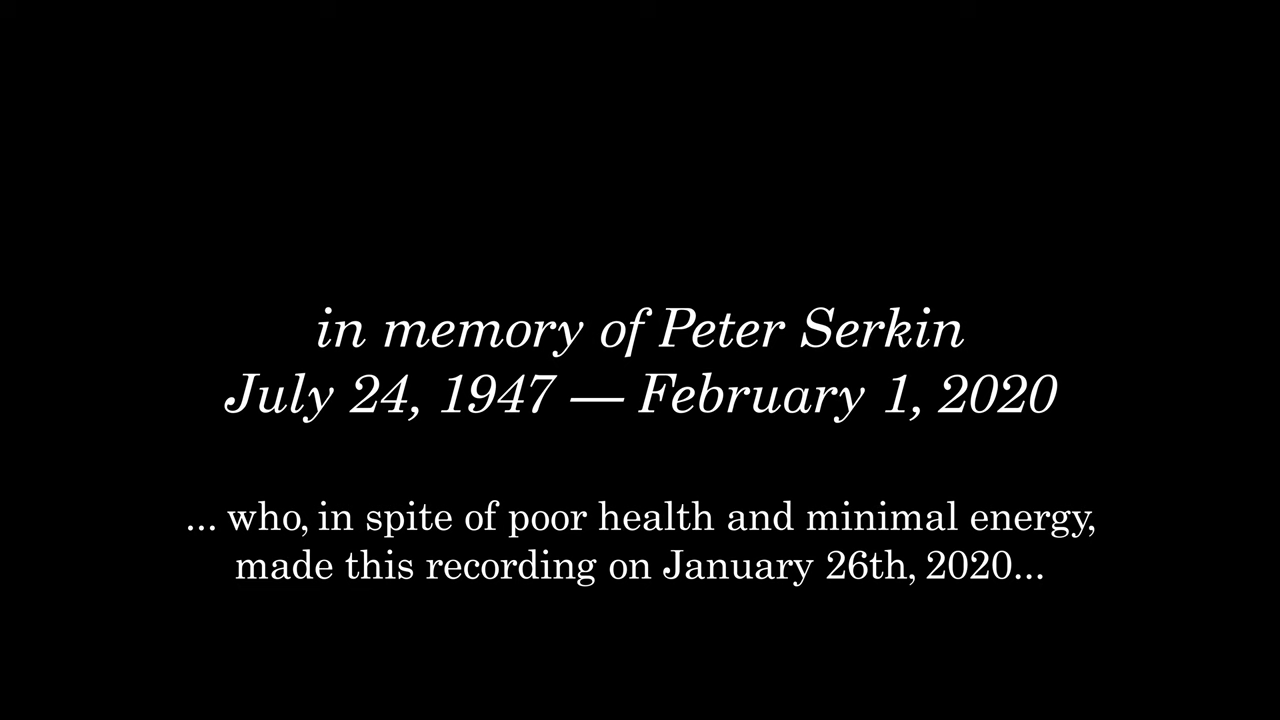 in memory of Peter Serkin
July 24, 1947 — February 1, 2020
... who, in spite of poor health and minimal energy,
made this recording on January 26th, 2020...